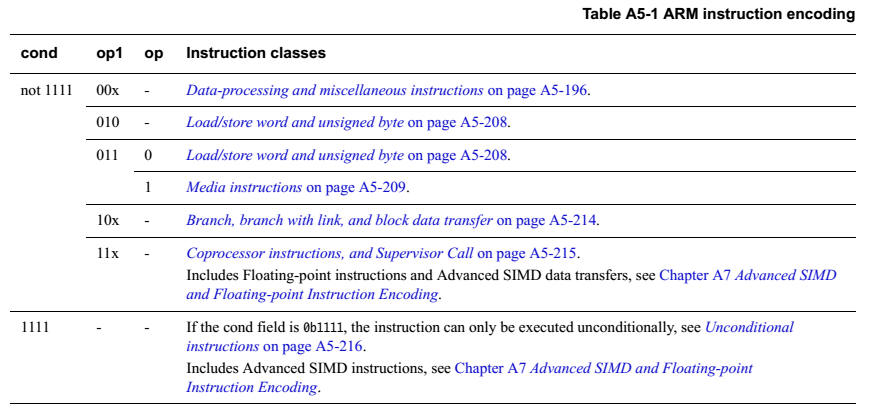 Table A5-1 ARM instruction encoding
cond op1 op Instruction classes
not 1111 00x - Data-processing and miscellaneous instructions on page A5-196.
010 - Load/store word and unsigned byte on page A5-208.
011 0 Load/store word and unsigned byte on page A5-208.
1 Media instructions on page A5-209.
10x - Branch, branch with link, and block data transfer on page A5-214.
11x - Coprocessor instructions, and Supervisor Call on page A5-215.
Includes Floating-point instructions and Advanced SIMD data transfers, see Chapter A7 Advanced SIMD
and Floating-point Instruction Encoding.
1111 - - If the cond field is 0b1111, the instruction can only be executed unconditionally, see Unconditional
instructions on page A5-216.
Includes Advanced SIMD instructions, see Chapter A7 Advanced SIMD and Floating-point
Instruction Encoding.